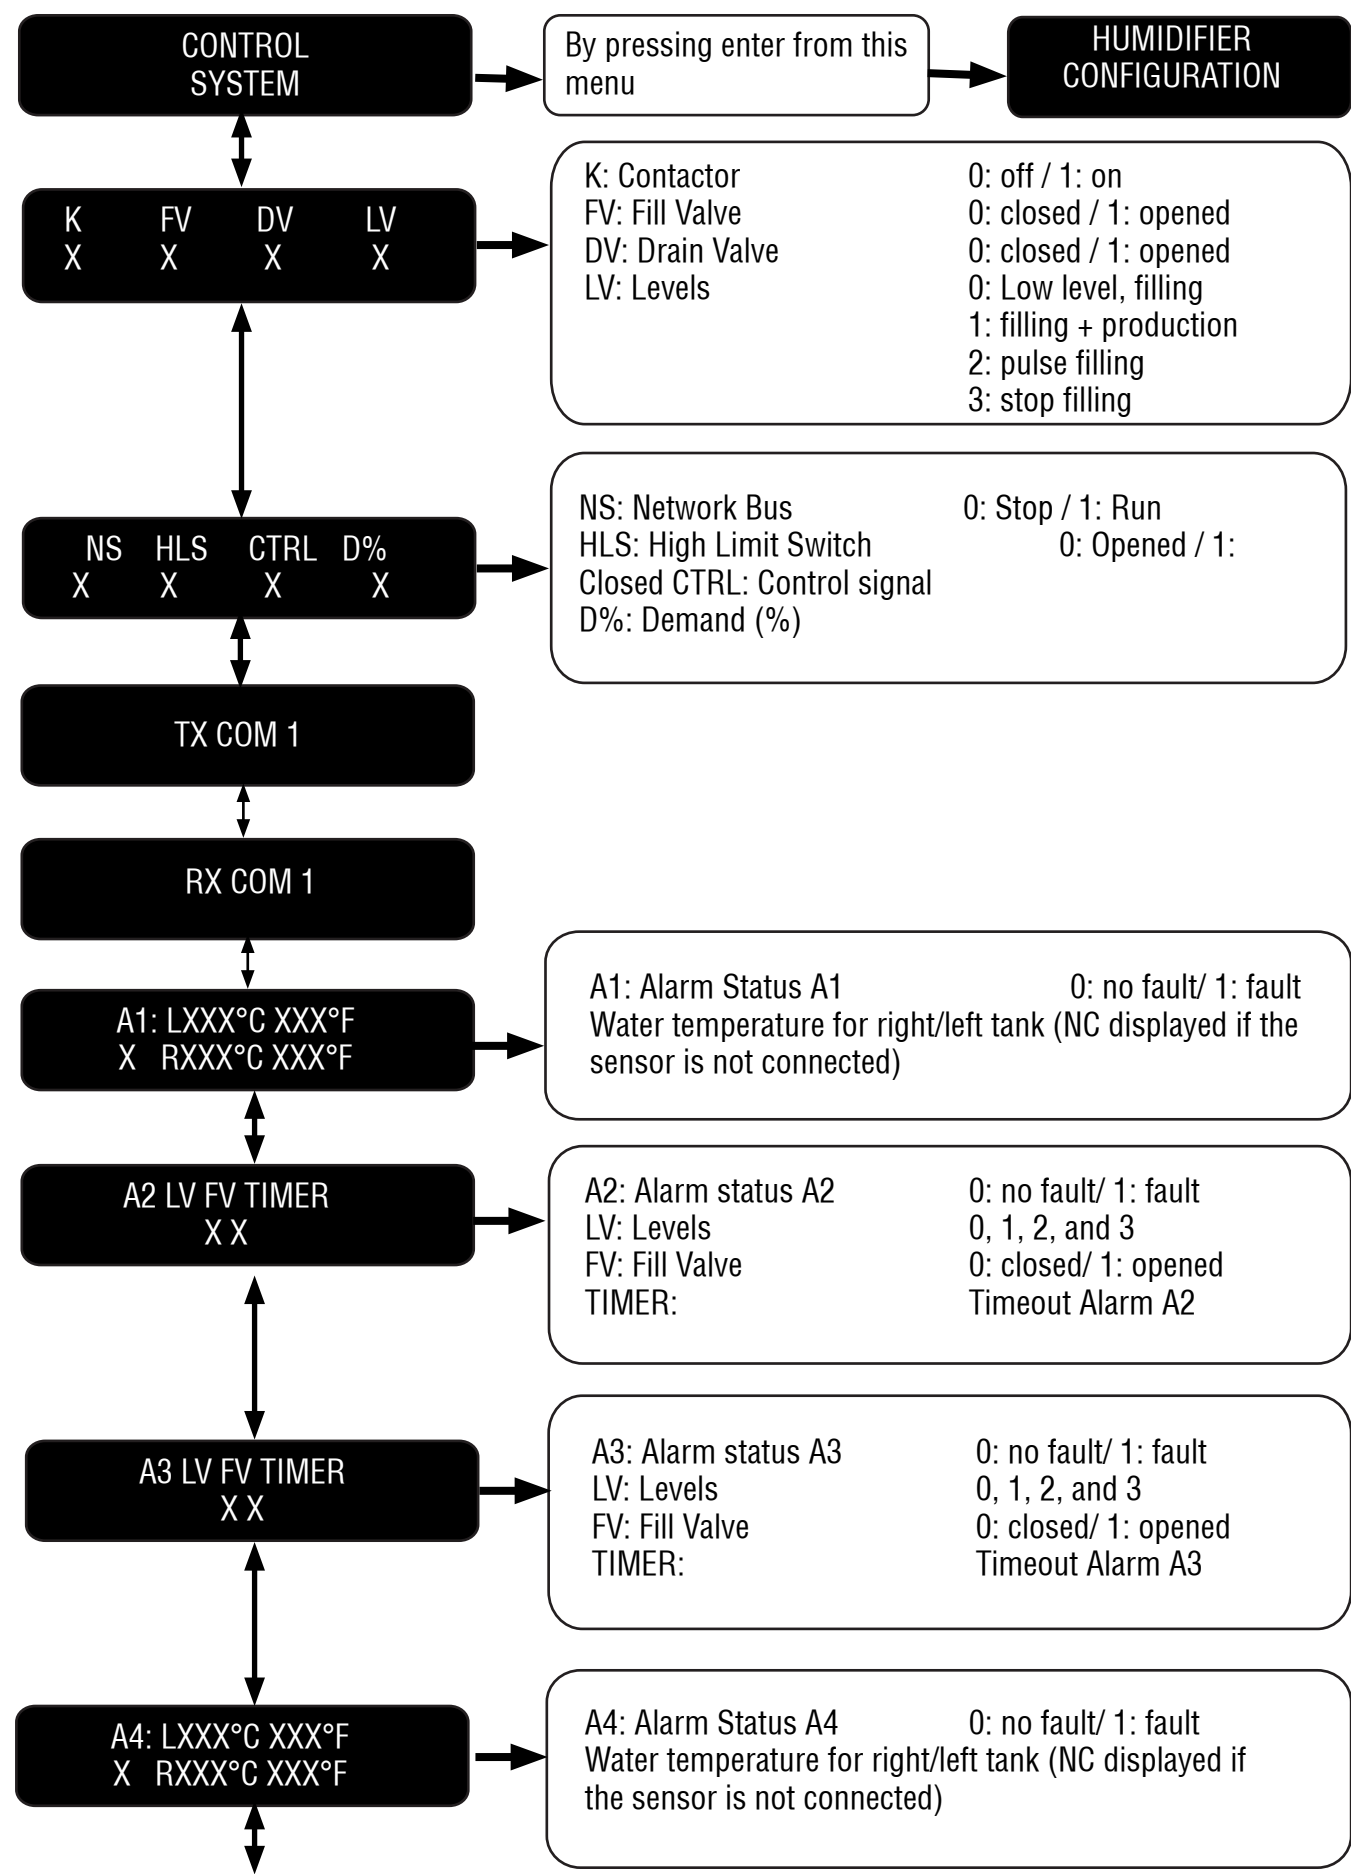 CONTROL
SYSTEM
By pressing enter from this
menu
HUMIDIFIER
CONFIGURATION
K FV DV LV
X X X X
K: Contactor 0: off / 1: on
FV: Fill Valve 0: closed / 1: opened
DV: Drain Valve 0: closed / 1: opened
LV: Levels 0: Low level, filling
1: filling + production
2: pulse filling
3: stop filling
NS HLS CTRL D%
X X X X
NS: Network Bus 0: Stop / 1: Run
HLS: High Limit Switch 0: Opened / 1:
Closed CTRL: Control signal
D%: Demand (%)
TX COM 1
RX COM 1
A1: LXXX°C XXX°F
X RXXX°C XXX°F
A1: Alarm Status A1 0: no fault/ 1: fault
Water temperature for right/left tank (NC displayed if the
sensor is not connected)
A2 LV FV TIMER
X X
A2: Alarm status A2 0: no fault/ 1: fault
LV: Levels 0, 1, 2, and 3
FV: Fill Valve 0: closed/ 1: opened
TIMER: Timeout Alarm A2
A3 LV FV TIMER
X X
A3: Alarm status A3 0: no fault/ 1: fault
LV: Levels 0, 1, 2, and 3
FV: Fill Valve 0: closed/ 1: opened
TIMER: Timeout Alarm A3
A4: LXXX°C XXX°F
X RXXX°C XXX°F
A4: Alarm Status A4 0: no fault/ 1: fault
Water temperature for right/left tank (NC displayed if
the sensor is not connected)